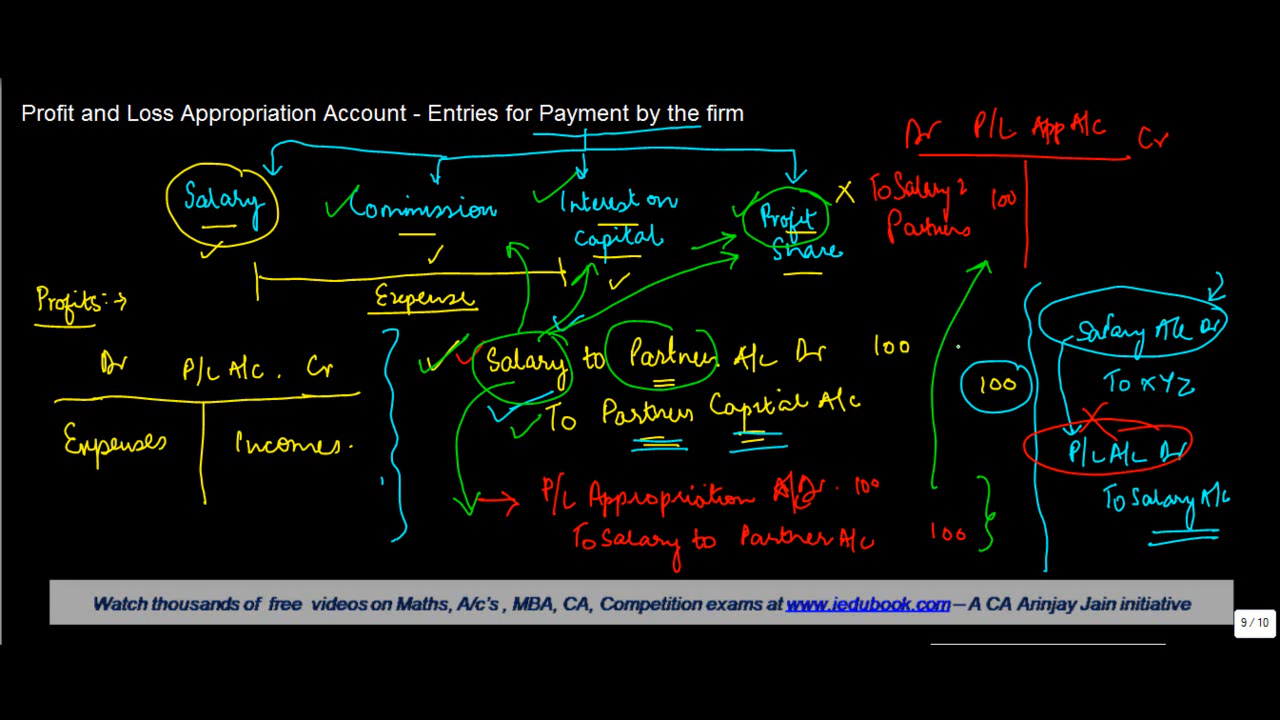 Profit and Loss Appropriation Account - Entries for Payment by the firm
Dr P/L App A/c Cr
Salary
Commission
Interest on
Capital
Profit
Share
X
To Salary 2
Partners
100
Expense
Profits:→
Dr P/L A/c. Cr
Expenses Incomes.
Salary to Partner A/c Dr 100
To Partner Capital A/c
100
P/L Appropriation A/c Dr. 100
To Salary to Partner A/c 100
Salary A/c Dr
To XYZ
P/L A/c Dr
To Salary A/c
Watch thousands of free videos on Maths, A/c's , MBA, CA, Competition exams at www.iedubook.com – A CA Arinjay Jain initiative
9 / 10